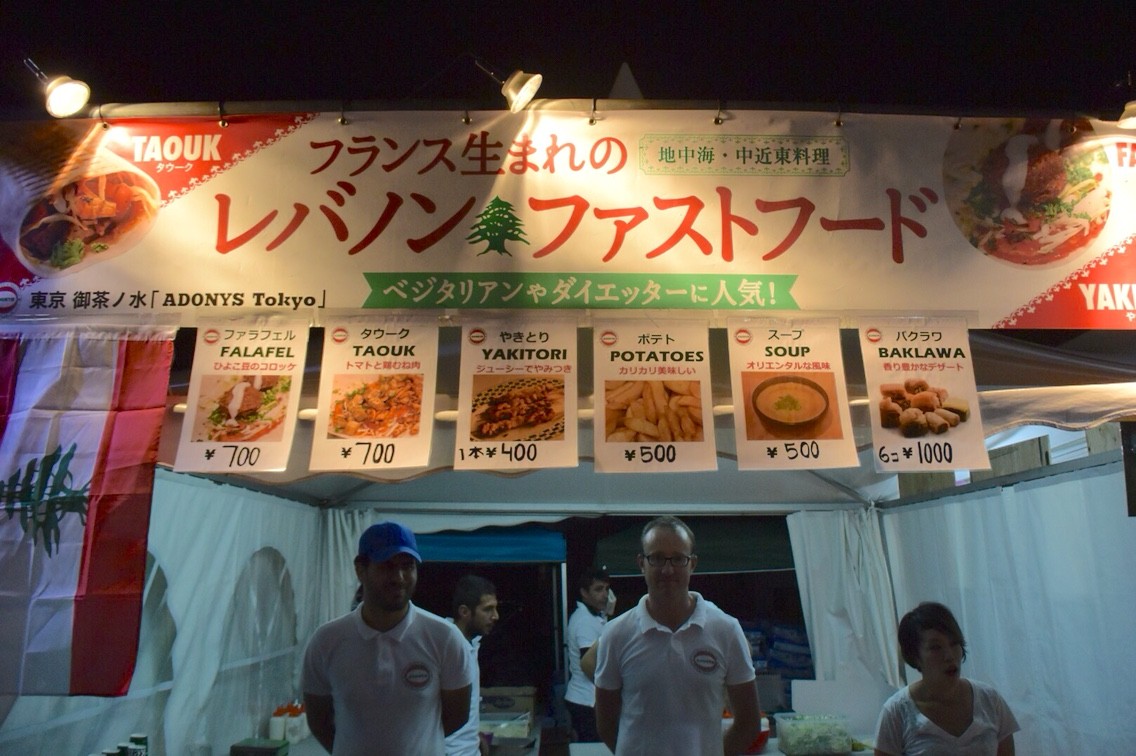 TAOUK
タウーク
フランス生まれの
地中海・中近東料理
レバノン ファストフード
ベジタリアンやダイエッターに人気!
東京 御茶ノ水「ADONYS Tokyo」
ファラフェル
FALAFEL
ひよこ豆のコロッケ
¥700
タウーク
TAOUK
トマトと鶏むね肉
¥700
やきとり
YAKITORI
ジューシーでやみつき
1本¥400
ポテト
POTATOES
カリカリ美味しい
¥500
スープ
SOUP
オリエンタルな風味
¥500
バクラワ
BAKLAWA
香り豊かなデザート
6コ¥1000